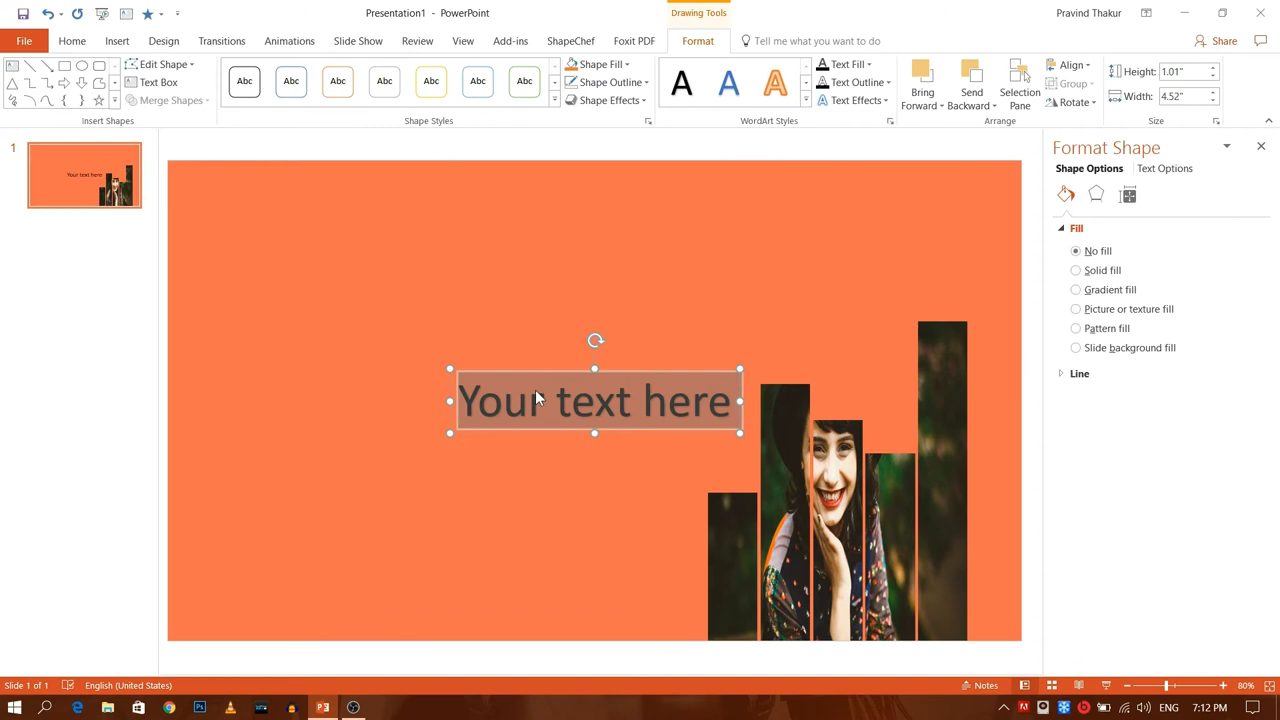 Presentation1 - PowerPoint
Drawing Tools
Pravind Thakur
File
Home
Insert
Design
Transitions
Animations
Slide Show
Review
View
Add-ins
ShapeChef
Foxit PDF
Format
Tell me what you want to do
Share
Edit Shape
Text Box
Merge Shapes
Insert Shapes
Abc
Abc
Abc
Abc
Abc
Abc
Abc
Shape Fill
Shape Outline
Shape Effects
Shape Styles
A
A
A
Text Fill
Text Outline
Text Effects
WordArt Styles
Bring
Forward
Send
Backward
Selection
Pane
Align
Group
Rotate
Arrange
Height: 1.01"
Width: 4.52"
Size
1
Your text here
Your text here
Format Shape
Shape Options
Text Options
Fill
No fill
Solid fill
Gradient fill
Picture or texture fill
Pattern fill
Slide background fill
Line
Slide 1 of 1
English (United States)
Notes
80%
ENG
7:12 PM